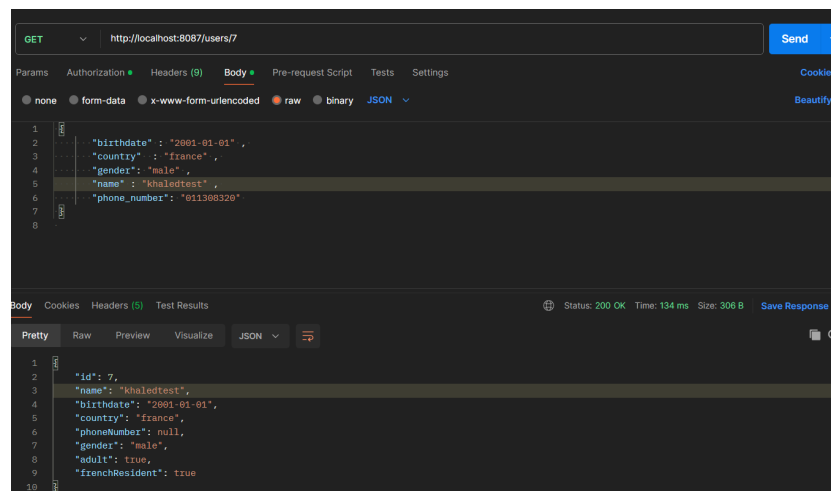 GET http://localhost:8087/users/7 Send
Params Authorization Headers (9) Body Pre-request Script Tests Settings Cookie
none form-data x-www-form-urlencoded raw binary JSON Beautify
1 {
2 "birthdate" : "2001-01-01" ,
3 "country" : "france" ,
4 "gender": "male" ,
5 "name" : "khaledtest" ,
6 "phone_number": "011308320"
7 }
8
Body Cookies Headers (5) Test Results Status: 200 OK Time: 134 ms Size: 306 B Save Response
Pretty Raw Preview Visualize JSON
1 {
2 "id": 7,
3 "name": "khaledtest",
4 "birthdate": "2001-01-01",
5 "country": "france",
6 "phoneNumber": null,
7 "gender": "male",
8 "adult": true,
9 "frenchResident": true
10 }